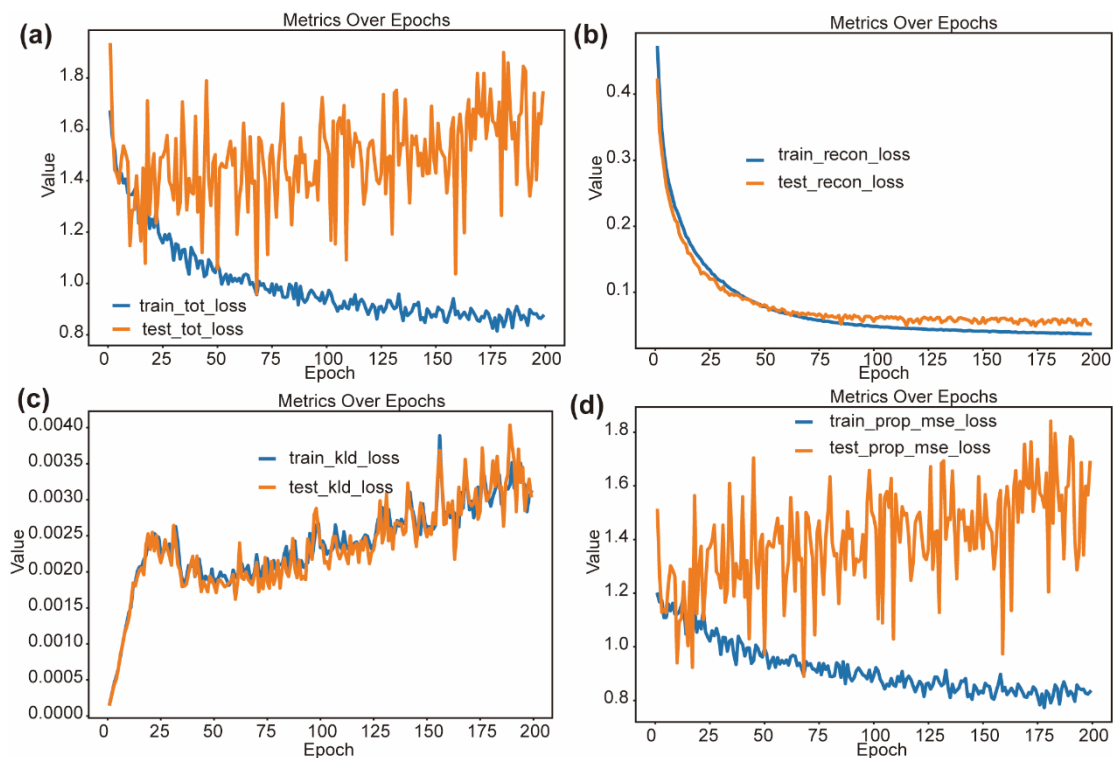 (a)
Metrics Over Epochs
Value
1.8
1.6
1.4
1.2
1.0
0.8
train_tot_loss
test_tot_loss
0 25 50 75 100 125 150 175 200
Epoch
(b)
Metrics Over Epochs
Value
0.4
0.3
0.2
0.1
train_recon_loss
test_recon_loss
0 25 50 75 100 125 150 175 200
Epoch
(c)
Metrics Over Epochs
Value
0.0040
0.0035
0.0030
0.0025
0.0020
0.0015
0.0010
0.0005
0.0000
train_kld_loss
test_kld_loss
0 25 50 75 100 125 150 175 200
Epoch
(d)
Metrics Over Epochs
Value
1.8
1.6
1.4
1.2
1.0
0.8
train_prop_mse_loss
test_prop_mse_loss
0 25 50 75 100 125 150 175 200
Epoch